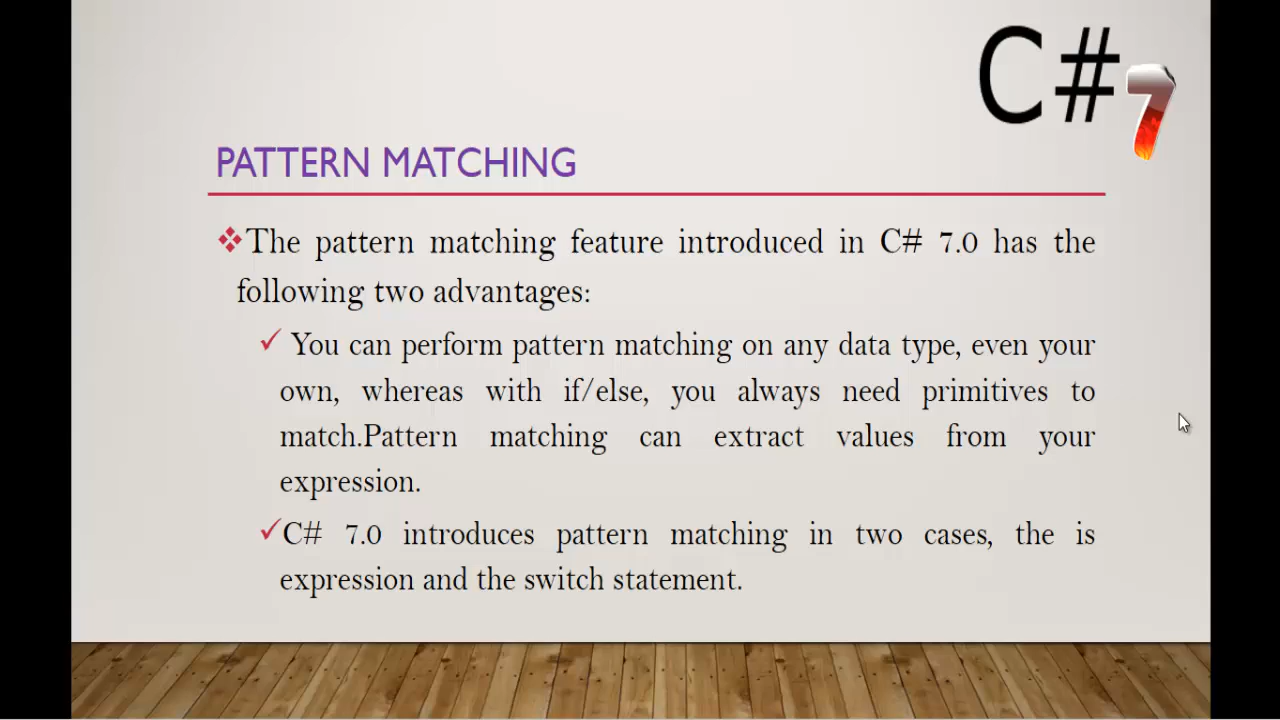 C# 7
PATTERN MATCHING
The pattern matching feature introduced in C# 7.0 has the
following two advantages:
You can perform pattern matching on any data type, even your
own, whereas with if/else, you always need primitives to
match.Pattern matching can extract values from your
expression.
C# 7.0 introduces pattern matching in two cases, the is
expression and the switch statement.